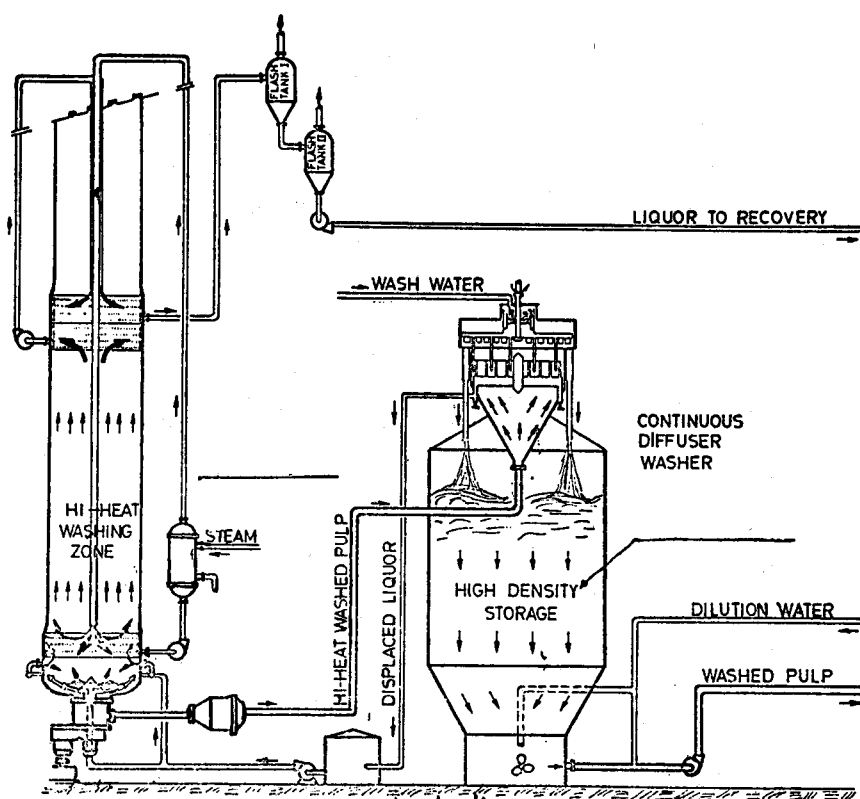 FLASH
TANK I
FLASH
TANK II
LIQUOR TO RECOVERY
WASH WATER
CONTINUOUS
DIFFUSER
WASHER
HI-HEAT
WASHING
ZONE
STEAM
HI-HEAT WASHED PULP
DISPLACED LIQUOR
HIGH DENSITY
STORAGE
DILUTION WATER
WASHED PULP